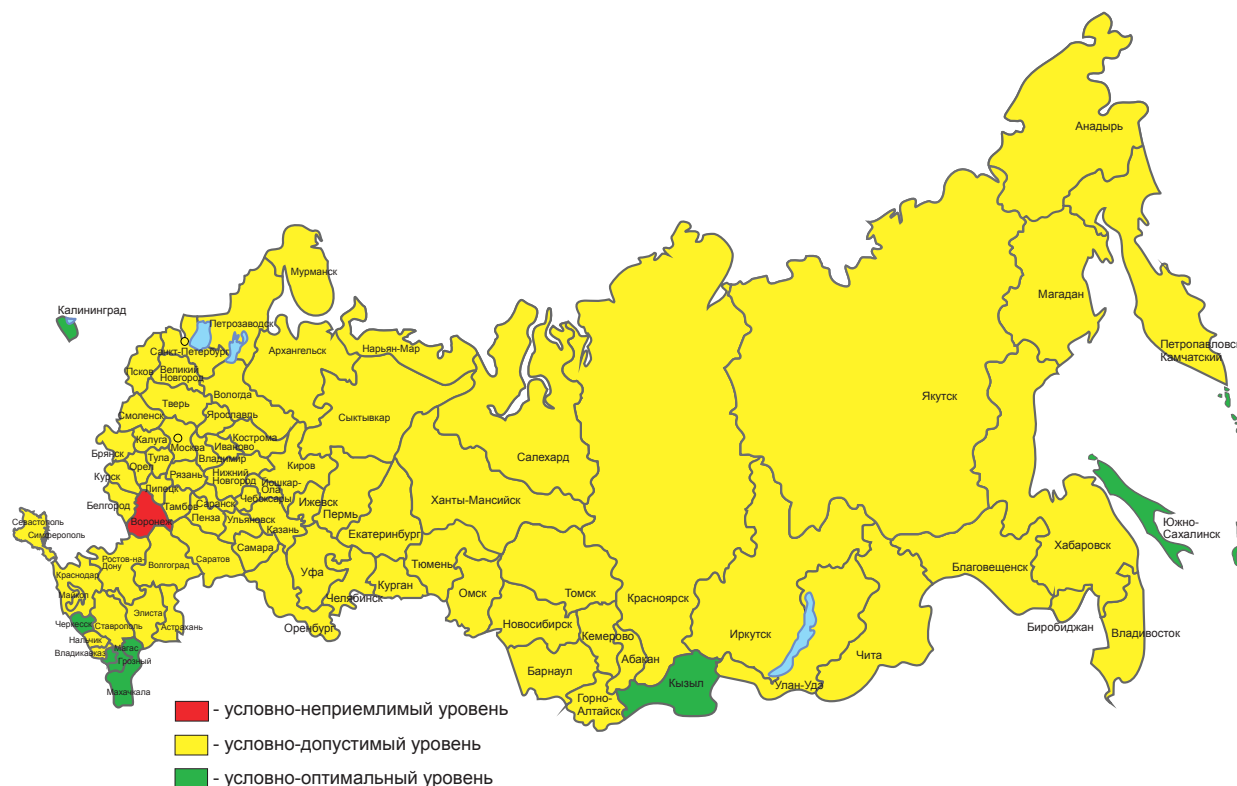 Анадырь
Мурманск
Магадан
Калининград
Петрозаводск
Санкт-Петербург
Архангельск
Нарьян-Мар
Петропавловск
Камчатский
Псков
Великий
Новгород
Вологда
Якутск
Тверь
Сыктывкар
Смоленск
Ярославль
Калуга
Москва
Иваново
Кострома
Брянск
Тула
Владимир
Салехард
Орел
Рязань
Нижний
Новгород
Киров
Курск
Йошкар-
Ола
Липецк
Чебоксары
Ханты-Мансийск
Белгород
Тамбов
Саранск
Ижевск
Пермь
Воронеж
Пенза
Ульяновск
Казань
Севастополь
Симферополь
Екатеринбург
Южно-
Сахалинск
Хабаровск
Самара
Ростов-на-
Дону
Волгоград
Саратов
Уфа
Тюмень
Благовещенск
Краснодар
Курган
Челябинск
Омск
Томск
Красноярск
Майкоп
Элиста
Новосибирск
Черкесск
Ставрополь
Астрахань
Оренбург
Кемерово
Иркутск
Биробиджан
Владивосток
Нальчик
Магас
Владикавказ
Грозный
Абакан
Чита
Барнаул
Кызыл
Улан-Удэ
Махачкала
Горно-
Алтайск
- условно-неприемлимый уровень
- условно-допустимый уровень
- условно-оптимальный уровень